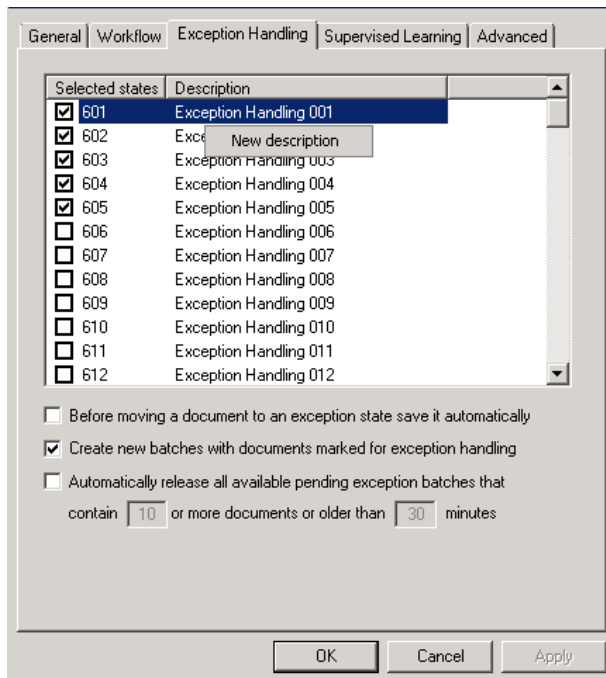 General Workflow Exception Handling Supervised Learning Advanced
Selected states Description
601 Exception Handling 001
602 Exce
New description
603 Exception Handling 003
604 Exception Handling 004
605 Exception Handling 005
606 Exception Handling 006
607 Exception Handling 007
608 Exception Handling 008
609 Exception Handling 009
610 Exception Handling 010
611 Exception Handling 011
612 Exception Handling 012
Before moving a document to an exception state save it automatically
Create new batches with documents marked for exception handling
Automatically release all available pending exception batches that
contain 10 or more documents or older than 30 minutes
OK Cancel Apply